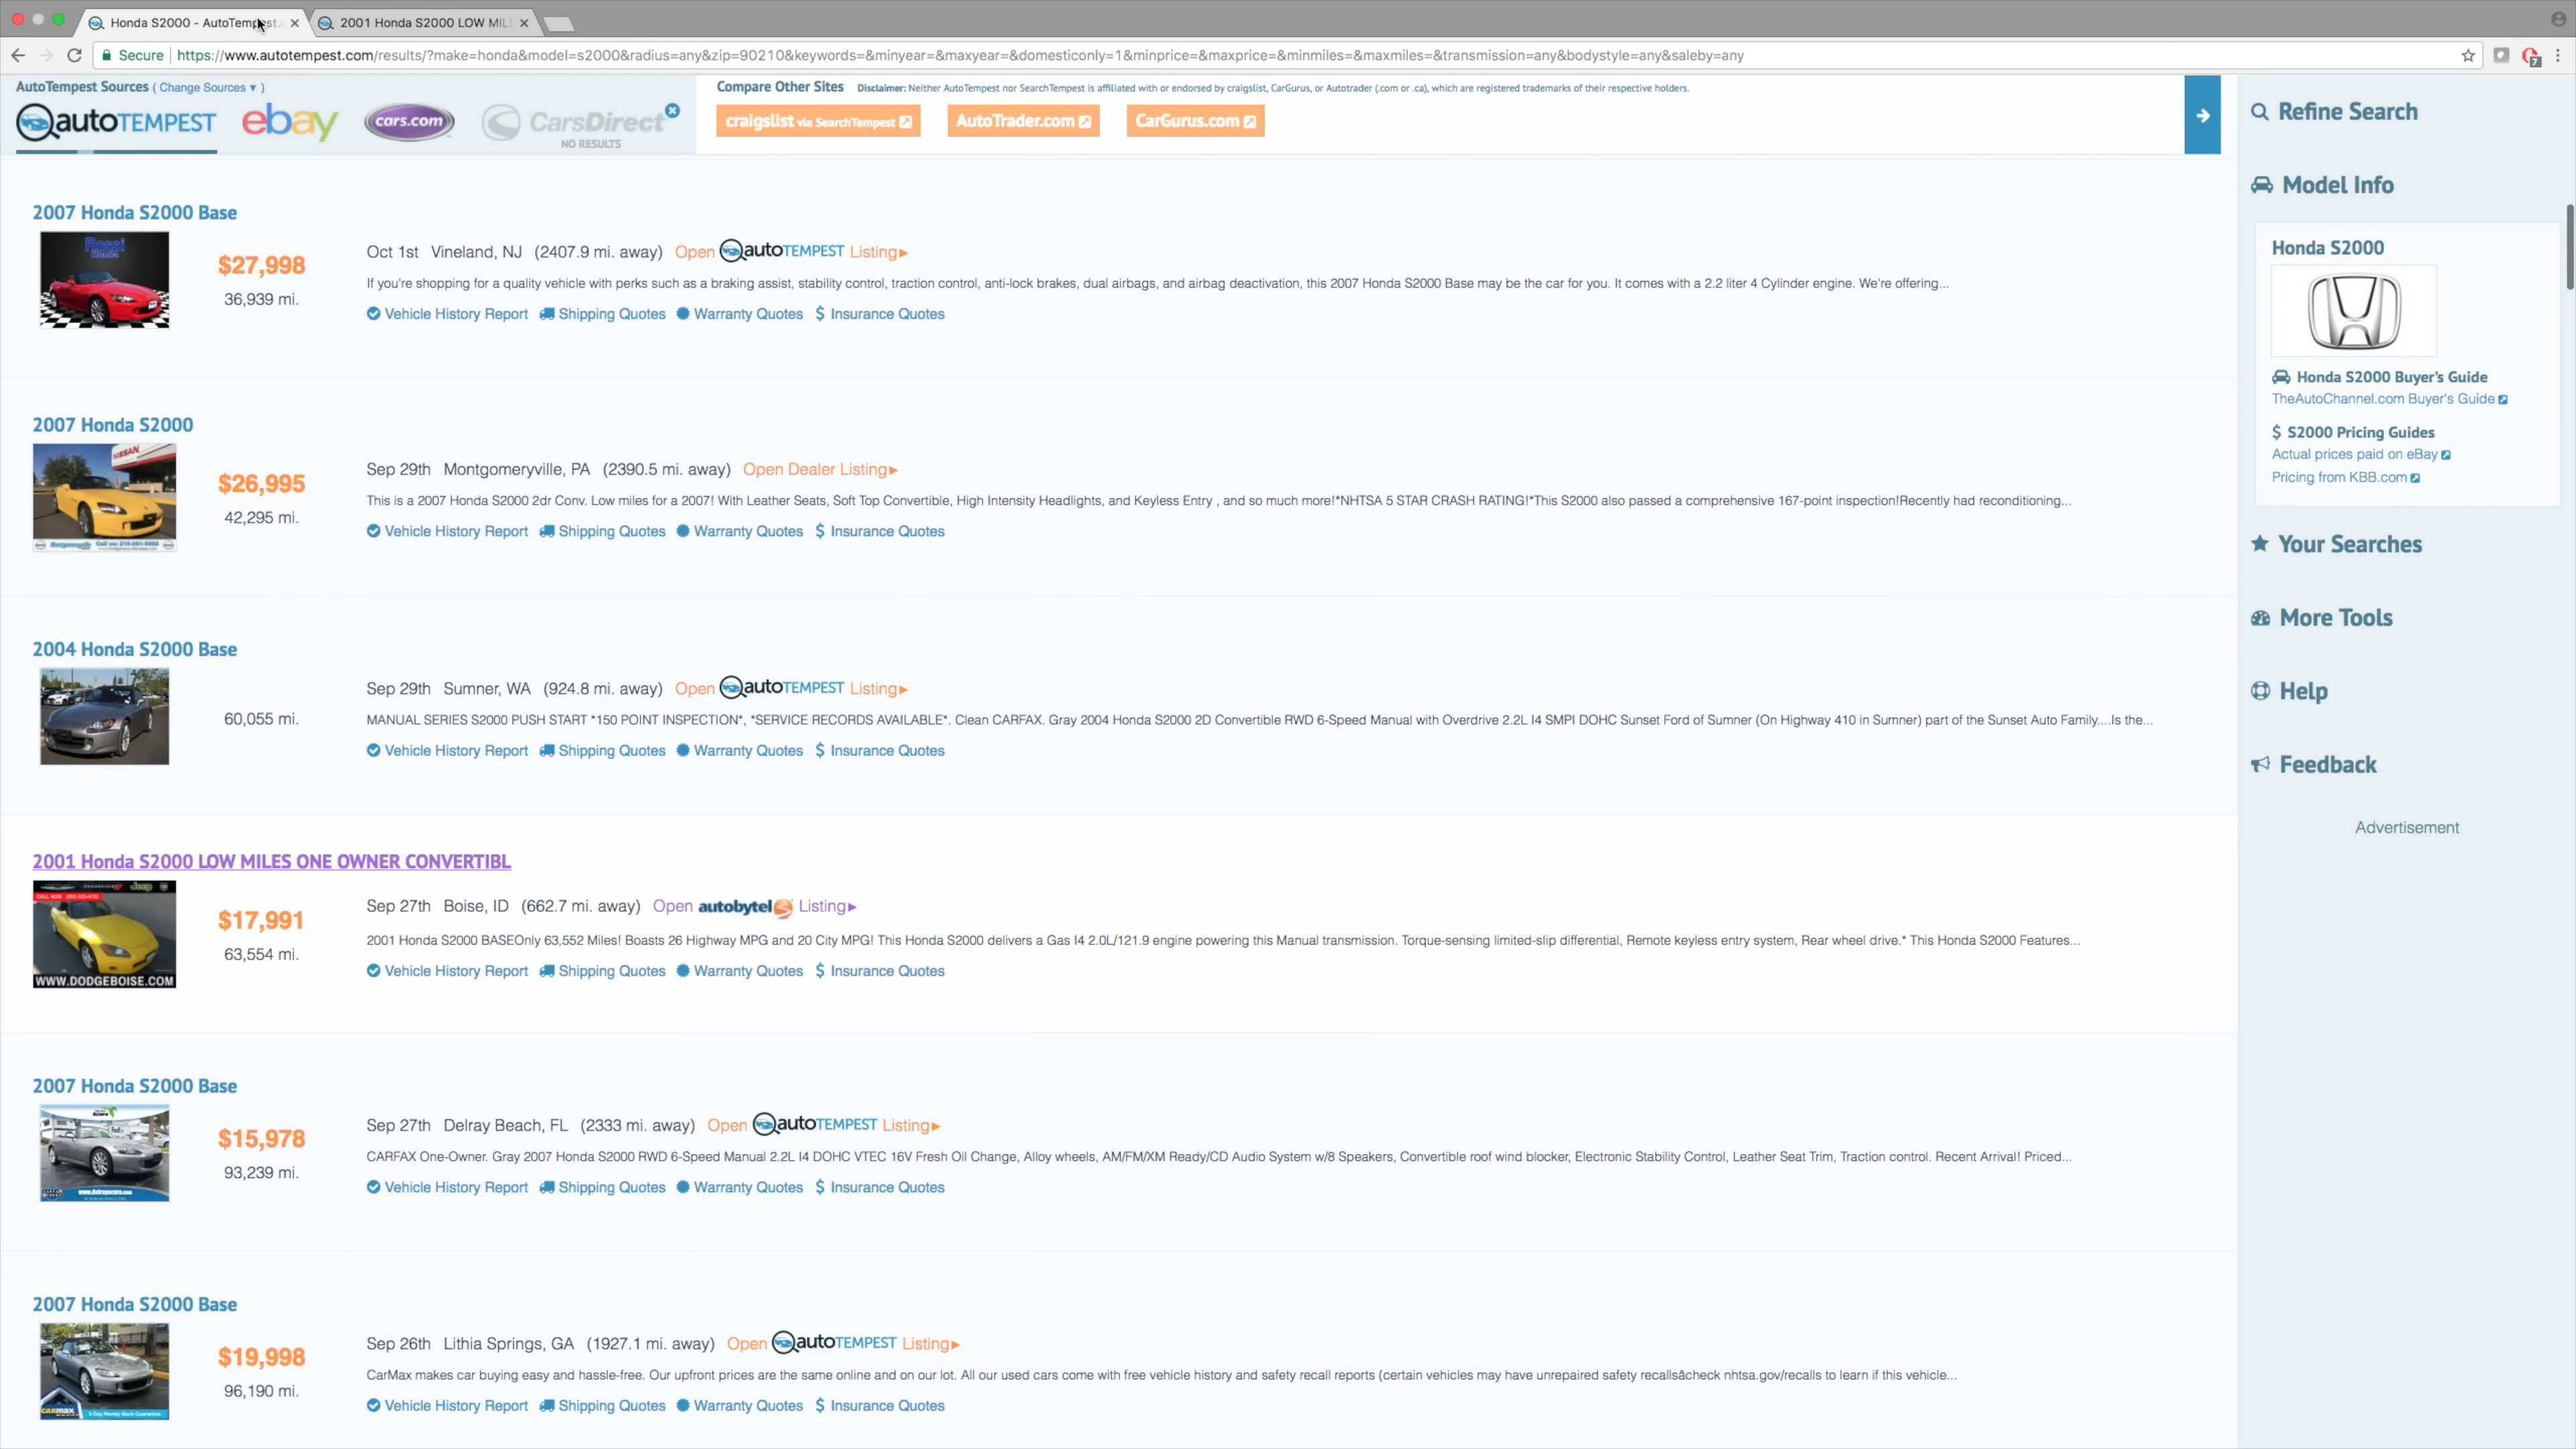 Honda S2000 - AutoTempest.c
2001 Honda S2000 LOW MILE
Secure https://www.autotempest.com/results/?make=honda&model=s2000&radius=any&zip=90210&keywords=&minyear=&maxyear=&domesticonly=1&minprice=&maxprice=&minmiles=&maxmiles=&transmission=any&bodystyle=any&saleby=any
7
AutoTempest Sources ( Change Sources ▼ )
autoTEMPEST ebay cars.com CarsDirect
NO RESULTS
Compare Other Sites Disclaimer: Neither AutoTempest nor SearchTempest is affiliated with or endorsed by craigslist, CarGurus, or Autotrader (.com or .ca), which are registered trademarks of their respective holders.
craigslist via SearchTempest AutoTrader.com CarGurus.com
2007 Honda S2000 Base
Rossi
Honda
$27,998
36,939 mi.
Oct 1st Vineland, NJ (2407.9 mi. away) Open autoTEMPEST Listing▶
If you're shopping for a quality vehicle with perks such as a braking assist, stability control, traction control, anti-lock brakes, dual airbags, and airbag deactivation, this 2007 Honda S2000 Base may be the car for you. It comes with a 2.2 liter 4 Cylinder engine. We're offering...
Vehicle History Report Shipping Quotes Warranty Quotes $ Insurance Quotes
2007 Honda S2000
NISSAN
$26,995
42,295 mi.
Sep 29th Montgomeryville, PA (2390.5 mi. away) Open Dealer Listing▶
This is a 2007 Honda S2000 2dr Conv. Low miles for a 2007! With Leather Seats, Soft Top Convertible, High Intensity Headlights, and Keyless Entry , and so much more!*NHTSA 5 STAR CRASH RATING!*This S2000 also passed a comprehensive 167-point inspection!Recently had reconditioning...
Vehicle History Report Shipping Quotes Warranty Quotes $ Insurance Quotes
2004 Honda S2000 Base
60,055 mi.
Sep 29th Sumner, WA (924.8 mi. away) Open autoTEMPEST Listing▶
MANUAL SERIES S2000 PUSH START *150 POINT INSPECTION*, *SERVICE RECORDS AVAILABLE*. Clean CARFAX. Gray 2004 Honda S2000 2D Convertible RWD 6-Speed Manual with Overdrive 2.2L I4 SMPI DOHC Sunset Ford of Sumner (On Highway 410 in Sumner) part of the Sunset Auto Family....Is the...
Vehicle History Report Shipping Quotes Warranty Quotes $ Insurance Quotes
2001 Honda S2000 LOW MILES ONE OWNER CONVERTIBL
Jeep
WWW.DODGEBOISE.COM
$17,991
63,554 mi.
Sep 27th Boise, ID (662.7 mi. away) Open autobytel Listing▶
2001 Honda S2000 BASEOnly 63,552 Miles! Boasts 26 Highway MPG and 20 City MPG! This Honda S2000 delivers a Gas I4 2.0L/121.9 engine powering this Manual transmission. Torque-sensing limited-slip differential, Remote keyless entry system, Rear wheel drive.* This Honda S2000 Features...
Vehicle History Report Shipping Quotes Warranty Quotes $ Insurance Quotes
2007 Honda S2000 Base
$15,978
93,239 mi.
Sep 27th Delray Beach, FL (2333 mi. away) Open autoTEMPEST Listing▶
CARFAX One-Owner. Gray 2007 Honda S2000 RWD 6-Speed Manual 2.2L I4 DOHC VTEC 16V Fresh Oil Change, Alloy wheels, AM/FM/XM Ready/CD Audio System w/8 Speakers, Convertible roof wind blocker, Electronic Stability Control, Leather Seat Trim, Traction control. Recent Arrival! Priced...
Vehicle History Report Shipping Quotes Warranty Quotes $ Insurance Quotes
2007 Honda S2000 Base
CARMAX
$19,998
96,190 mi.
Sep 26th Lithia Springs, GA (1927.1 mi. away) Open autoTEMPEST Listing▶
CarMax makes car buying easy and hassle-free. Our upfront prices are the same online and on our lot. All our used cars come with free vehicle history and safety recall reports (certain vehicles may have unrepaired safety recallsâcheck nhtsa.gov/recalls to learn if this vehicle...
Vehicle History Report Shipping Quotes Warranty Quotes $ Insurance Quotes
Refine Search
Model Info
Honda S2000
Honda S2000 Buyer's Guide
TheAutoChannel.com Buyer's Guide
$ S2000 Pricing Guides
Actual prices paid on eBay
Pricing from KBB.com
Your Searches
More Tools
Help
Feedback
Advertisement